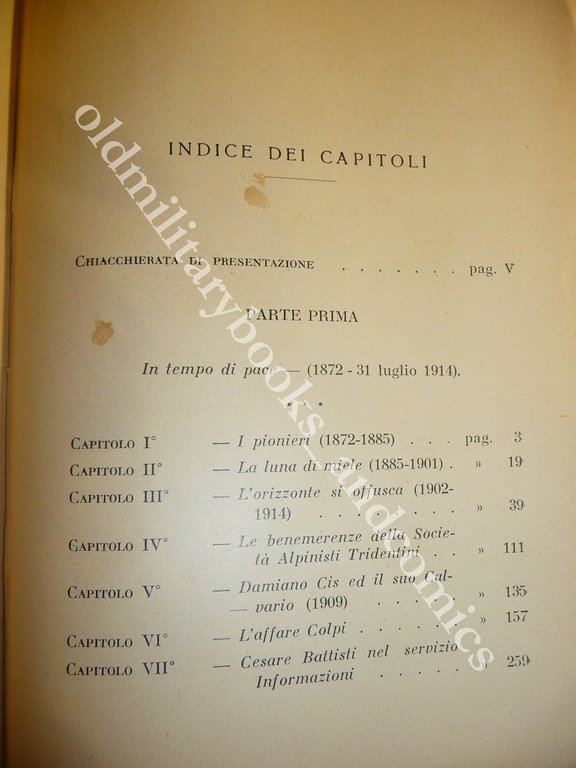 INDICE DEI CAPITOLI
CHIACCHIERATA DI PRESENTAZIONE . . . . . . . pag. V
PARTE PRIMA
In tempo di pace — (1872 - 31 luglio 1914).
* * *
CAPITOLO I° — I pionieri (1872-1885) . . . pag. 3
CAPITOLO II° — La luna di miele (1885-1901) . » 19
CAPITOLO III° — L'orizzonte si offusca (1902-
1914) . . . . . . . . » 39
CAPITOLO IV° — Le benemerenze della Socie-
tà Alpinisti Tridentini . . » 111
CAPITOLO V° — Damiano Cis ed il suo Cal-
— vario (1909) . . . . . » 135
CAPITOLO VI° — L'affare Colpi . . . . . » 157
CAPITOLO VII° — Cesare Battisti nel servizio
Informazioni . . . . . » 259
oldmilitarybooks_andcomics